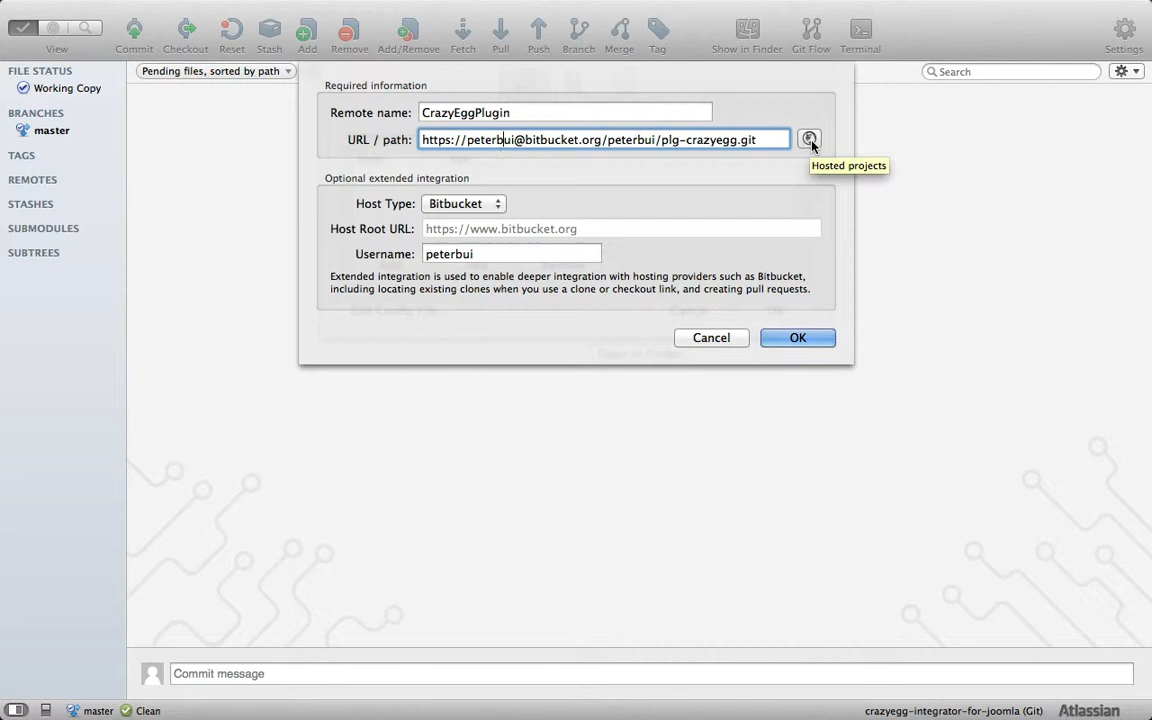 View
Commit
Checkout
Reset
Stash
Add
Remove
Add/Remove
Fetch
Pull
Push
Branch
Merge
Tag
Show in Finder
Git Flow
Terminal
Settings
FILE STATUS
Working Copy
BRANCHES
master
TAGS
REMOTES
STASHES
SUBMODULES
SUBTREES
Pending files, sorted by path
Search
Required information
Remote name: CrazyEggPlugin
URL / path: https://peterbui@bitbucket.org/peterbui/plg-crazyegg.git
Hosted projects
Optional extended integration
Host Type: Bitbucket
Host Root URL: https://www.bitbucket.org
Username: peterbui
Extended integration is used to enable deeper integration with hosting providers such as Bitbucket,
including locating existing clones when you use a clone or checkout link, and creating pull requests.
Cancel
OK
Commit message
master
Clean
crazyegg-integrator-for-joomla (Git)
Atlassian